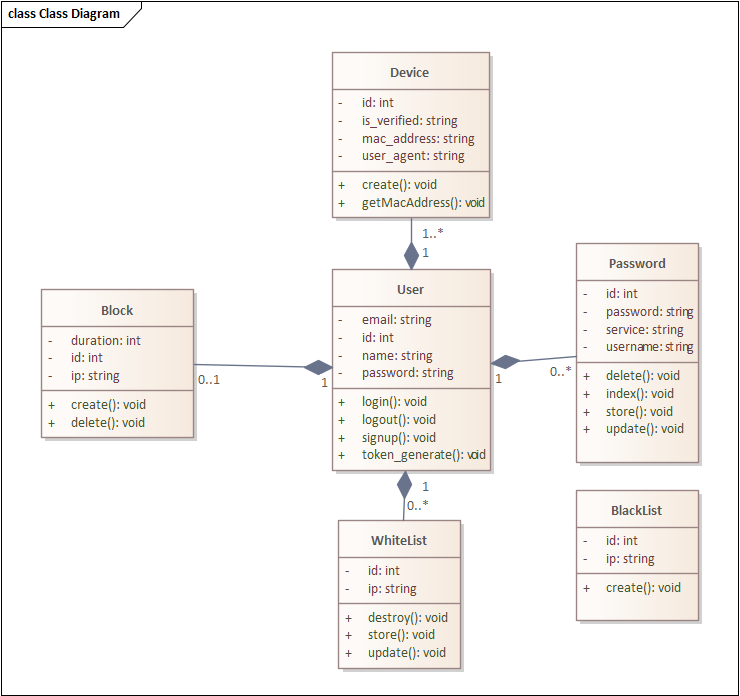 class Class Diagram
Device
- id: int
- is_verified: string
- mac_address: string
- user_agent: string
+ create(): void
+ getMacAddress(): void
1..*
1
User
- email: string
- id: int
- name: string
- password: string
+ login(): void
+ logout(): void
+ signup(): void
+ token_generate(): void
Block
- duration: int
- id: int
- ip: string
+ create(): void
+ delete(): void
0..1
1
Password
- id: int
- password: string
- service: string
- username: string
+ delete(): void
+ index(): void
+ store(): void
+ update(): void
1
0..*
1
0..*
WhiteList
- id: int
- ip: string
+ destroy(): void
+ store(): void
+ update(): void
BlackList
- id: int
- ip: string
+ create(): void